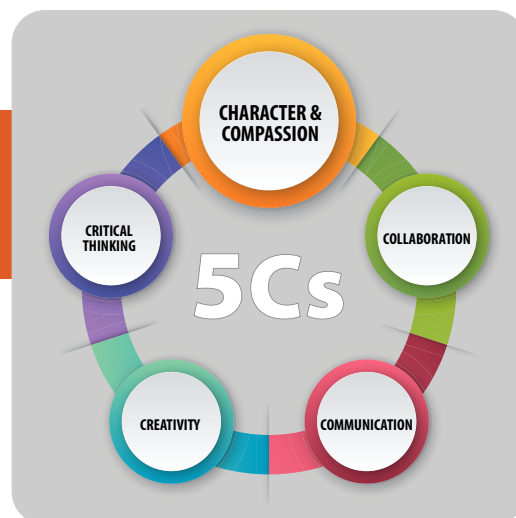 CHARACTER &
COMPASSION
CRITICAL
THINKING
COLLABORATION
5Cs
CREATIVITY
COMMUNICATION